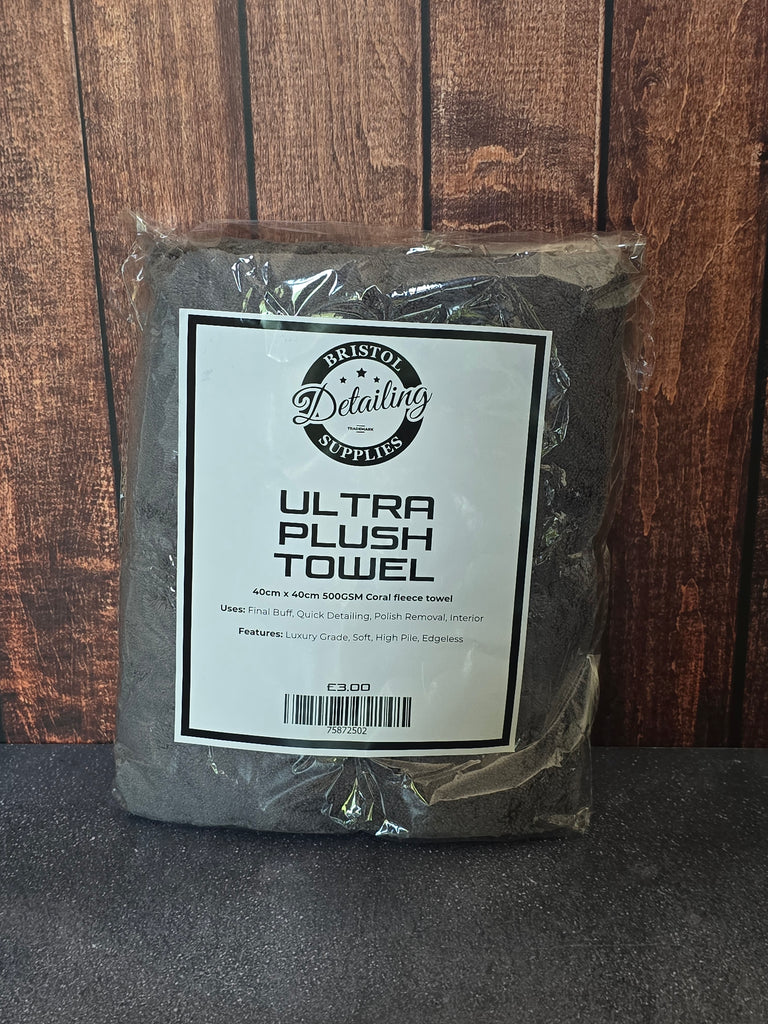 BRISTOL
Detailing
TRADEMARK
SUPPLIES
ULTRA
PLUSH
TOWEL
40cm x 40cm 500GSM Coral fleece towel
Uses: Final Buff, Quick Detailing, Polish Removal, Interior
Features: Luxury Grade, Soft, High Pile, Edgeless
£3.00
75872502